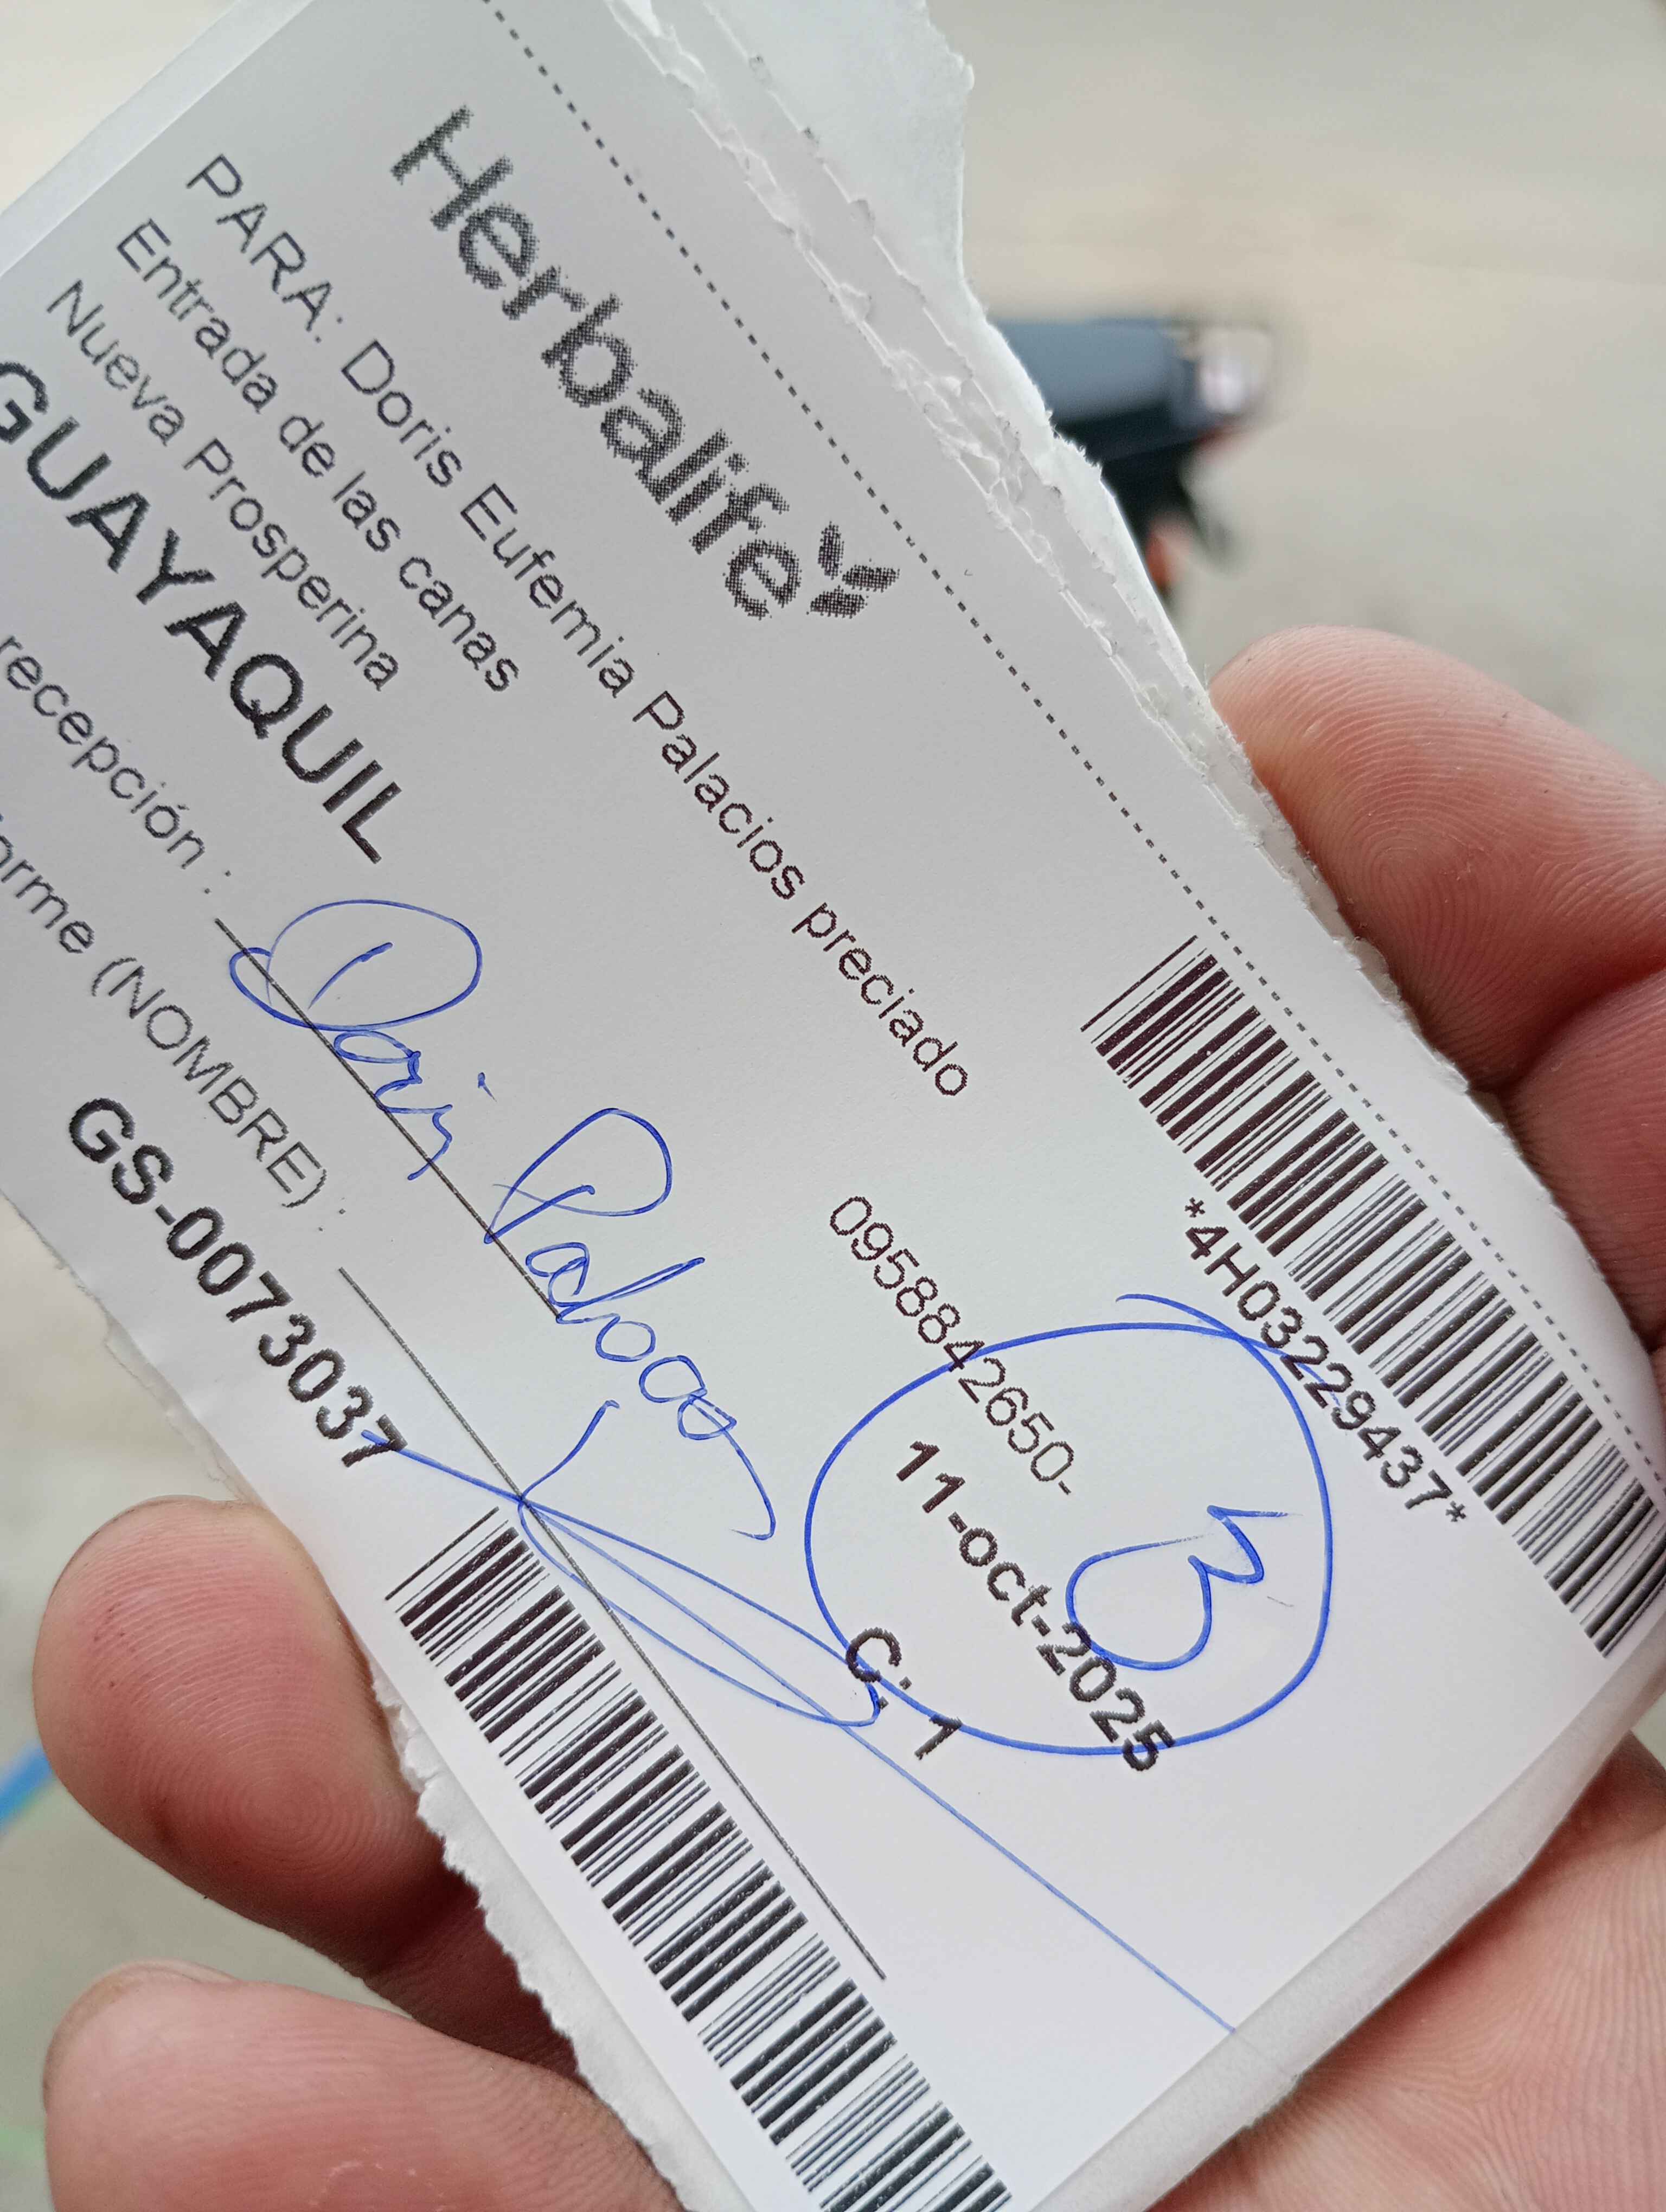 Herbalife
*4H03229437*
PARA: Doris Eufemia Palacios preciado
0958842650-
Entrada de las canas
Nueva Prosperina
11-oct-2025
3
GUAYAQUIL
C. 1
recepción :
Doris Palacios
orme (NOMBRE) :
GS-0073037